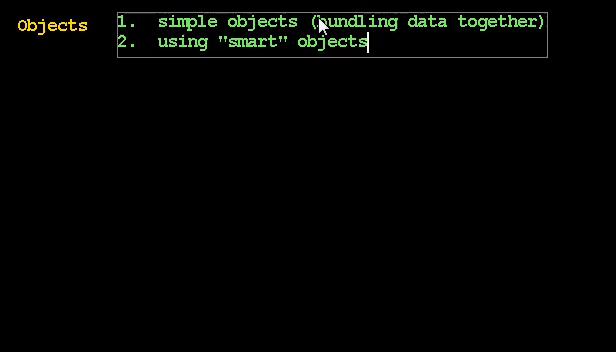 Objects
1. simple objects (bundling data together)
2. using "smart" objects